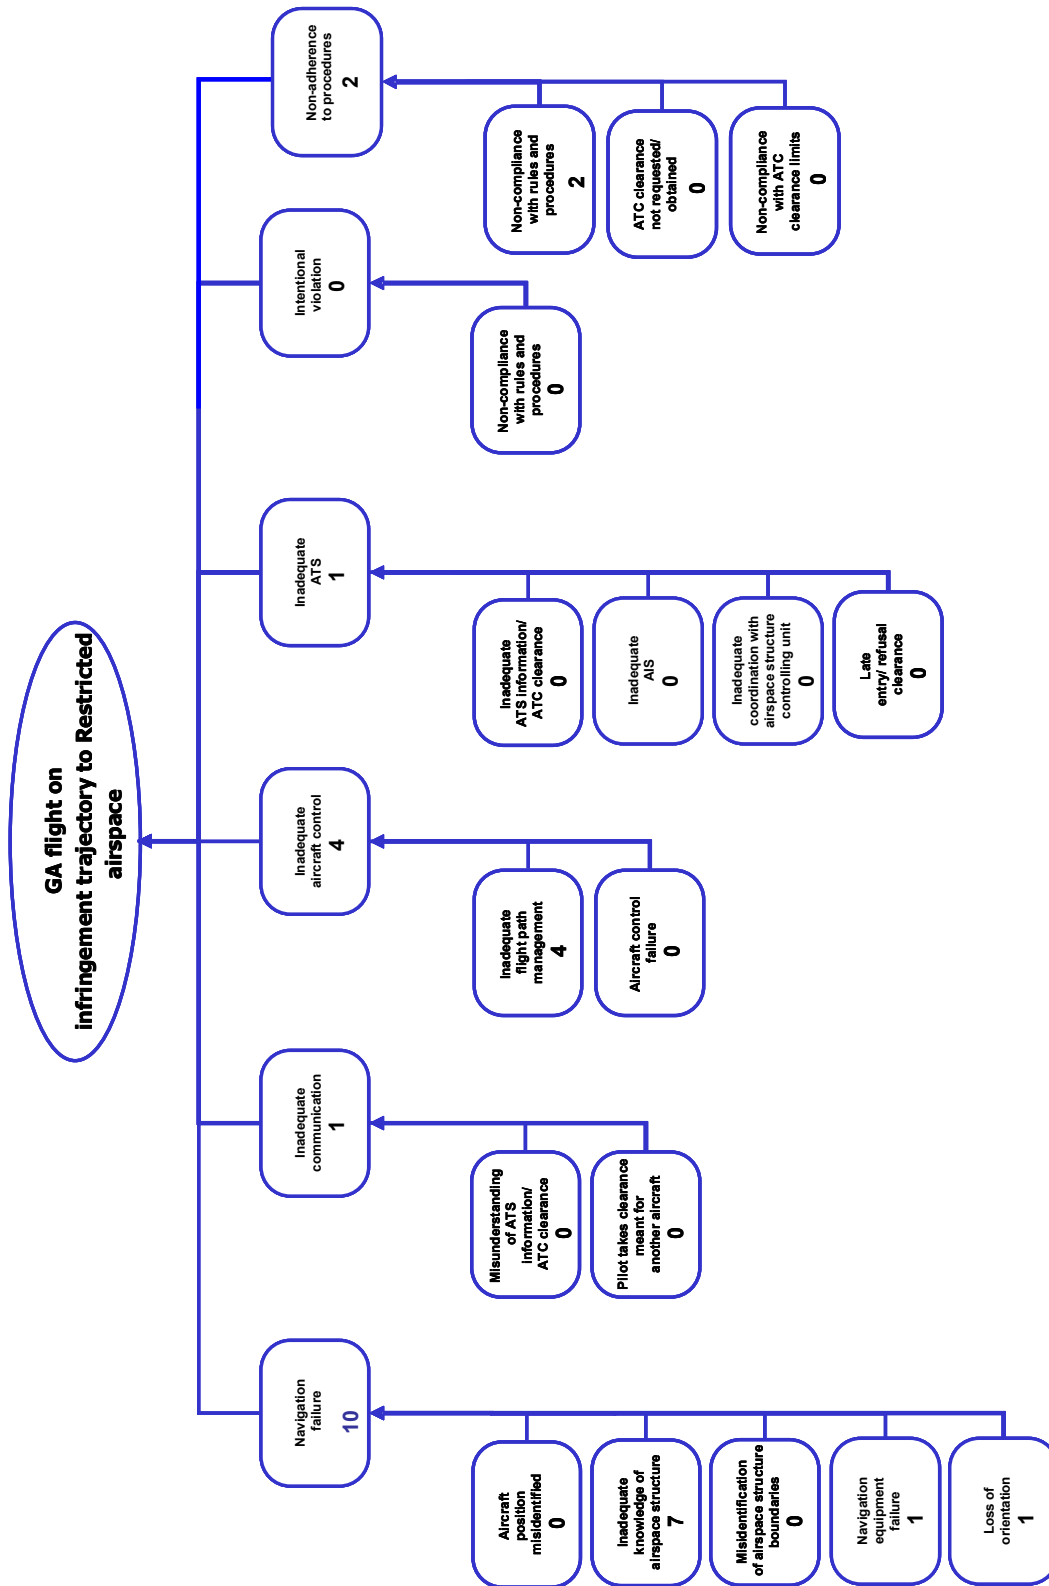 GA flight on
infringement trajectory to Restricted
airspace
Navigation
failure
10
Inadequate
communication
1
Inadequate
aircraft control
4
Inadequate
ATS
1
Intentional
violation
0
Non-adherence
to procedures
2
Aircraft
position
misidentified
0
Inadequate
knowledge of
airspace structure
7
Misidentification
of airspace structure
boundaries
0
Navigation
equipment
failure
1
Loss of
orientation
1
Misunderstanding
of ATS
information/
ATC clearance
0
Pilot takes clearance
meant for
another aircraft
0
Inadequate
flight path
management
4
Aircraft control
failure
0
Inadequate
ATS information/
ATC clearance
0
Inadequate
AIS
0
Inadequate
coordination with
airspace structure
controlling unit
0
Late
entry/ refusal
clearance
0
Non-compliance
with rules and
procedures
0
Non-compliance
with rules and
procedures
2
ATC clearance
not requested/
obtained
0
Non-compliance
with ATC
clearance limits
0